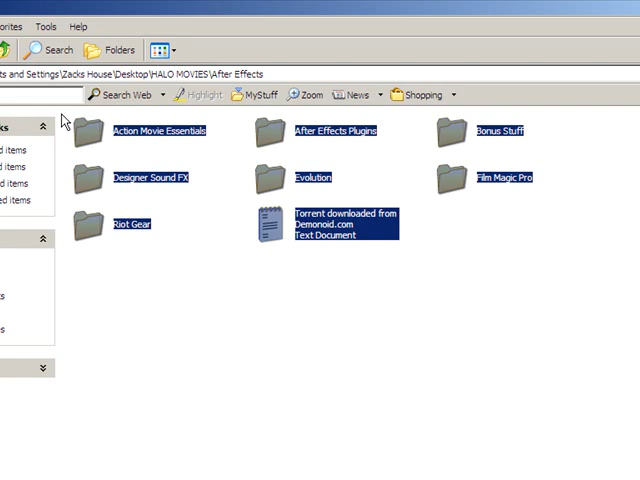 orites Tools Help
Search Folders
ts and Settings\Zacks House\Desktop\HALO MOVIES\After Effects
Search Web Highlight MyStuff Zoom News Shopping
ks
d items
d items
d items
ed items
s
es
Action Movie Essentials After Effects Plugins Bonus Stuff
Designer Sound FX Evolution Film Magic Pro
Riot Gear
Torrent downloaded from
Demonoid.com
Text Document